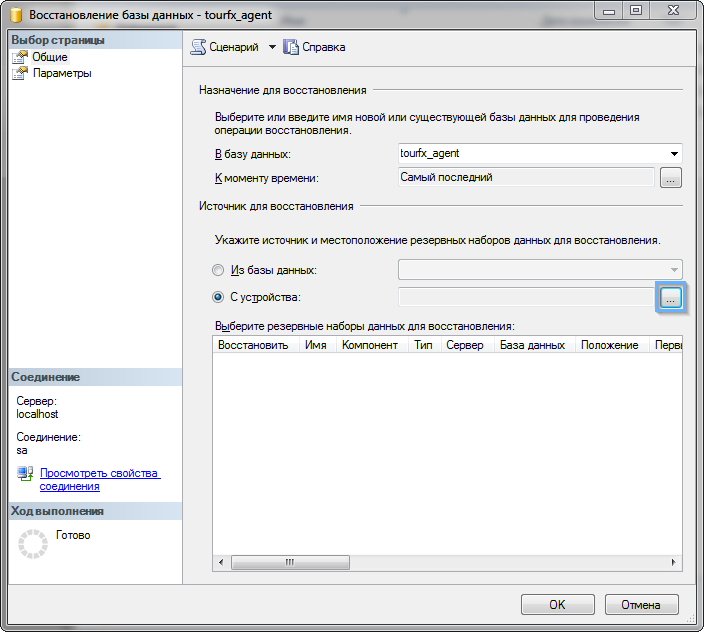 Восстановление базы данных - tourfx_agent
Выбор страницы
Общие
Параметры
Сценарий
Справка
Назначение для восстановления
Выберите или введите имя новой или существующей базы данных для проведения
операции восстановления.
В базу данных:
tourfx_agent
К моменту времени:
Самый последний
...
Источник для восстановления
Укажите источник и местоположение резервных наборов данных для восстановления.
Из базы данных:
С устройства:
...
Выберите резервные наборы данных для восстановления:
Восстановить Имя Компонент Тип Сервер База данных Положение
Соединение
Сервер:
localhost
Соединение:
sa
Просмотреть свойства
соединения
Ход выполнения
Готово
OK
Отмена